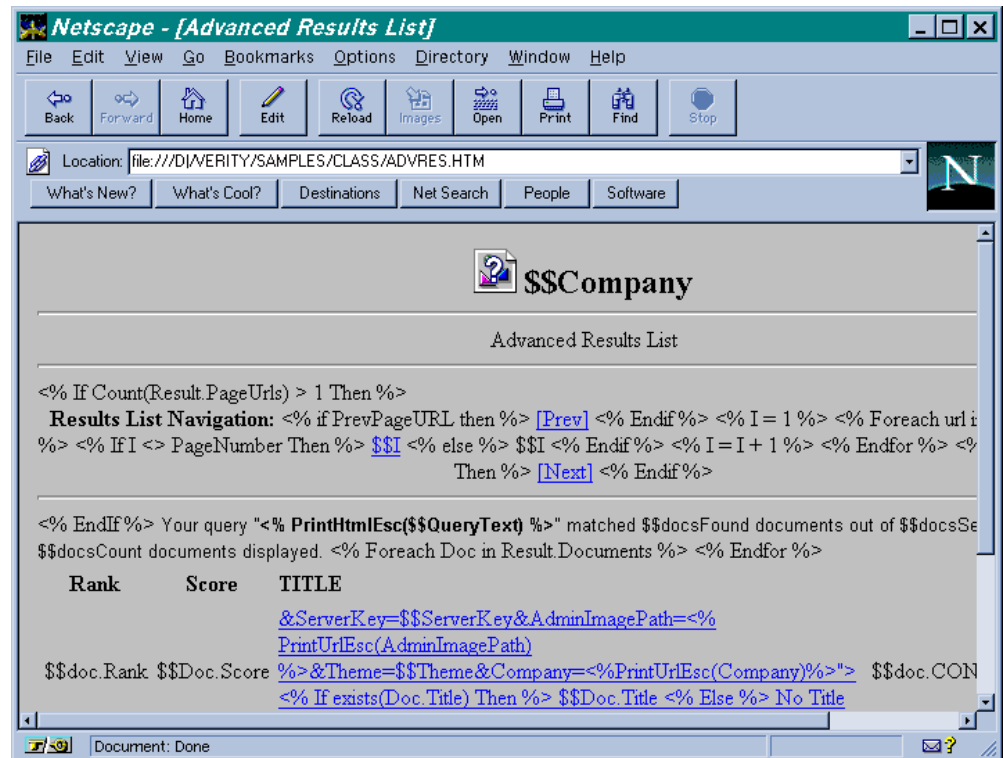 Netscape - [Advanced Results List]
File Edit View Go Bookmarks Options Directory Window Help
Back Forward Home Edit Reload Images Open Print Find Stop
Location: file:///D|/VERITY/SAMPLES/CLASS/ADVRES.HTM
N
What's New? What's Cool? Destinations Net Search People Software
$$Company
Advanced Results List
<% If Count(Result.PageUrls) > 1 Then %>
Results List Navigation: <% if PrevPageURL then %> [Prev] <% Endif %> <% I = 1 %> <% Foreach url i
%> <% If I <> PageNumber Then %> $$I <% else %> $$I <% Endif %> <% I = I + 1 %> <% Endfor %> <%
Then %> [Next] <% Endif %>
<% EndIf %> Your query "<% PrintHtmlEsc($$QueryText) %>" matched $$docsFound documents out of $$docsSe
$$docsCount documents displayed. <% Foreach Doc in Result.Documents %> <% Endfor %>
Rank Score TITLE
&ServerKey=$$ServerKey&AdminImagePath=<%
PrintUrlEsc(AdminImagePath)
$$doc.Rank $$Doc.Score %>&Theme=$$Theme&Company=<%PrintUrlEsc(Company)%>"> $$doc.CON
<% If exists(Doc.Title) Then %> $$Doc.Title <% Else %> No Title
Document: Done